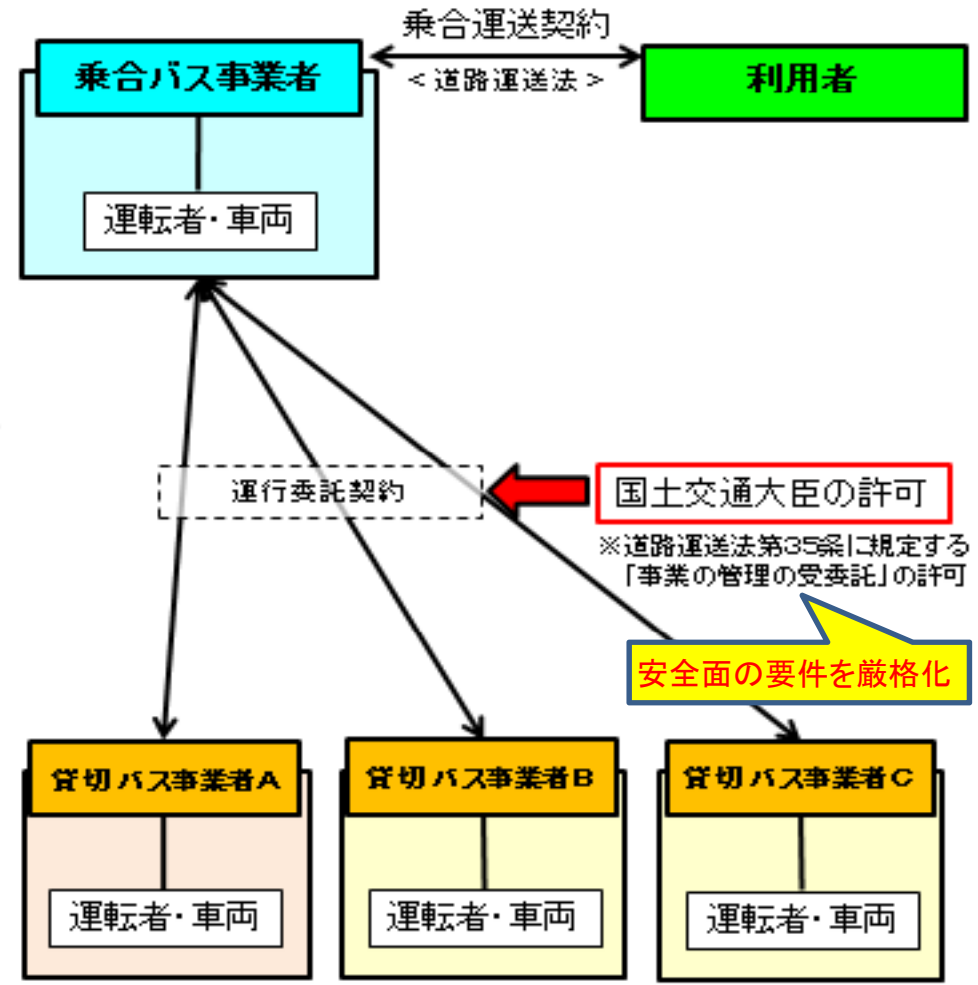 乗合運送契約
乗合バス事業者
<道路運送法>
利用者
運転者・車両
運行委託契約
国土交通大臣の許可
※道路運送法第35条に規定する
「事業の管理の受委託」の許可
安全面の要件を厳格化
貸切バス事業者A
貸切バス事業者B
貸切バス事業者C
運転者・車両
運転者・車両
運転者・車両